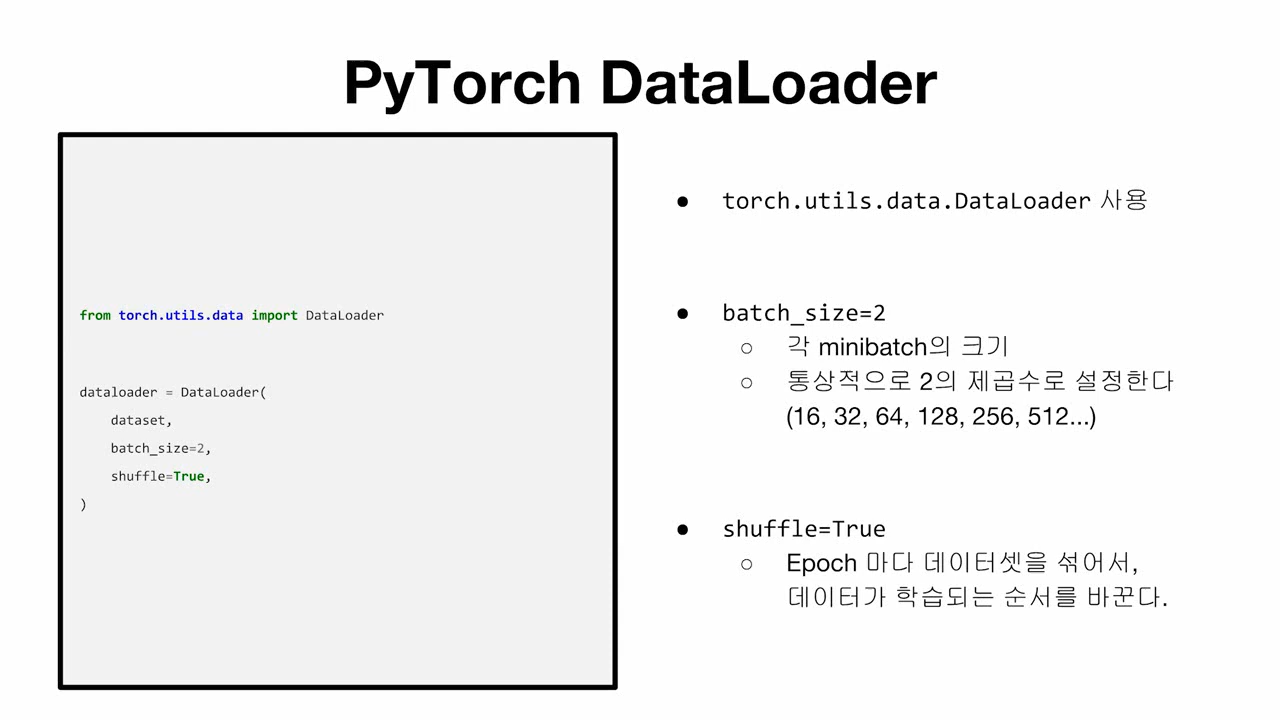 PyTorch DataLoader
from torch.utils.data import DataLoader
dataloader = DataLoader(
    dataset,
    batch_size=2,
    shuffle=True,
)
● torch.utils.data.DataLoader 사용
● batch_size=2
○ 각 minibatch의 크기
○ 통상적으로 2의 제곱수로 설정한다
(16, 32, 64, 128, 256, 512...)
● shuffle=True
○ Epoch 마다 데이터셋을 섞어서,
데이터가 학습되는 순서를 바꾼다.